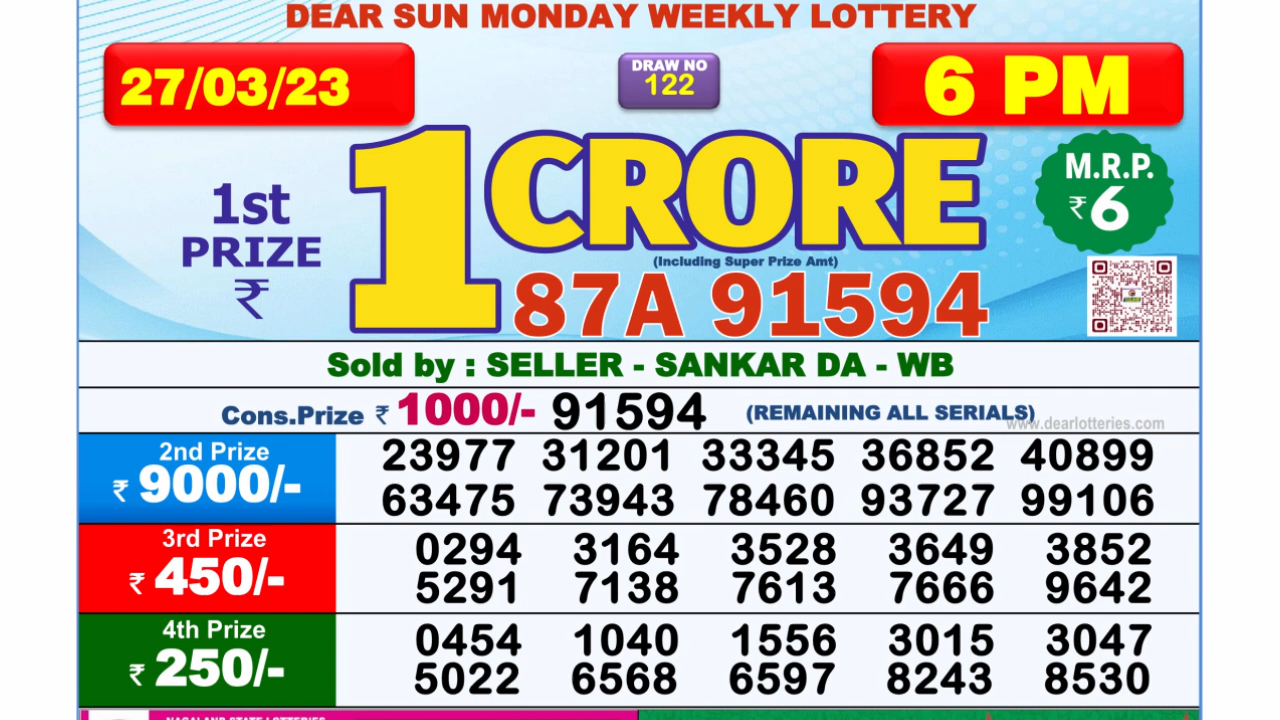 DEAR SUN MONDAY WEEKLY LOTTERY
27/03/23
DRAW NO
122
6 PM
1st
PRIZE
₹
1 CRORE
(Including Super Prize Amt)
87A 91594
M.R.P.
₹6
Sold by : SELLER - SANKAR DA - WB
Cons.Prize ₹ 1000/- 91594 (REMAINING ALL SERIALS)
www.dearlotteries.com
2nd Prize
₹ 9000/-
23977 31201 33345 36852 40899
63475 73943 78460 93727 99106
3rd Prize
₹ 450/-
0294 3164 3528 3649 3852
5291 7138 7613 7666 9642
4th Prize
₹ 250/-
0454 1040 1556 3015 3047
5022 6568 6597 8243 8530
NAGALAND STATE LOTTERIES